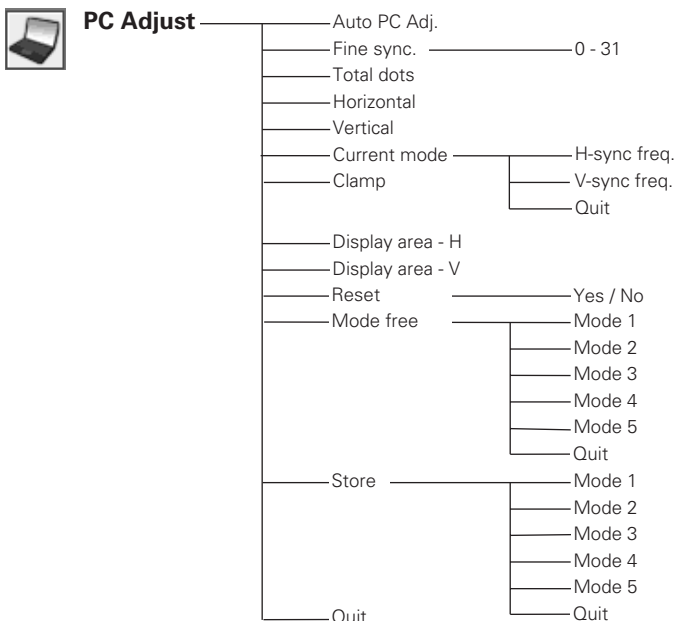 PC Adjust Auto PC Adj.
Fine sync. 0 - 31
Total dots
Horizontal
Vertical
Current mode H-sync freq.
Clamp V-sync freq.
Quit
Display area - H
Display area - V
Reset Yes / No
Mode free Mode 1
Mode 2
Mode 3
Mode 4
Mode 5
Quit
Store Mode 1
Mode 2
Mode 3
Mode 4
Mode 5
Quit Quit